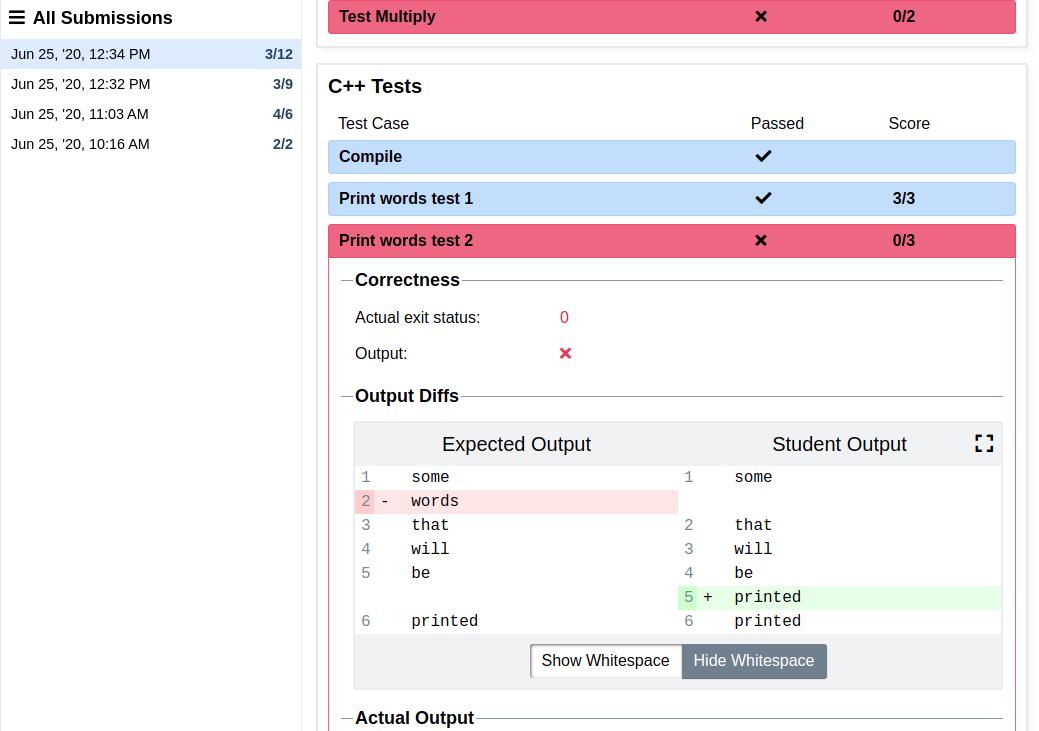 All Submissions
Jun 25, '20, 12:34 PM 3/12
Jun 25, '20, 12:32 PM 3/9
Jun 25, '20, 11:03 AM 4/6
Jun 25, '20, 10:16 AM 2/2
Test Multiply 0/2
C++ Tests
Test Case Passed Score
Compile
Print words test 1 3/3
Print words test 2 0/3
Correctness
Actual exit status: 0
Output:
Output Diffs
Expected Output Student Output
1 some 1 some
2 - words
3 that 2 that
4 will 3 will
5 be 4 be
5 + printed
6 printed 6 printed
Show Whitespace Hide Whitespace
Actual Output